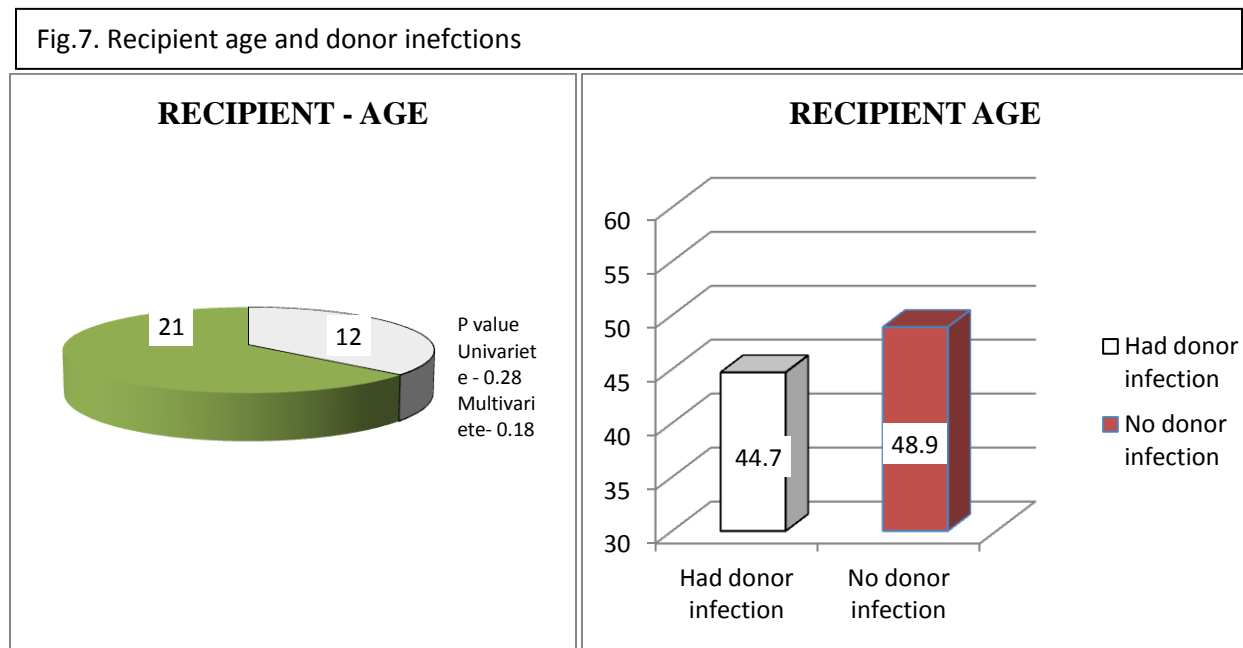 Fig.7. Recipient age and donor inefctions
RECIPIENT - AGE
21
12
P value
Univariet
e - 0.28
Multivari
ete- 0.18
RECIPIENT AGE
60
55
50
45
40
35
30
44.7
48.9
Had donor
infection
No donor
infection
Had donor
infection
No donor
infection